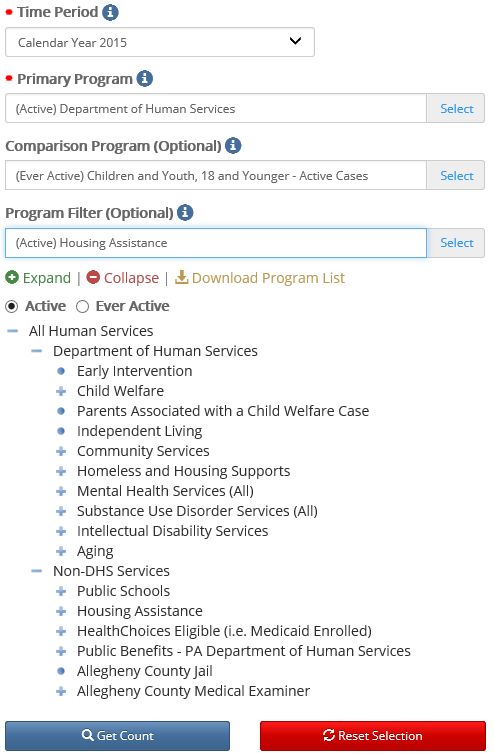 Time Period
Calendar Year 2015
Primary Program
(Active) Department of Human Services Select
Comparison Program (Optional)
(Ever Active) Children and Youth, 18 and Younger - Active Cases Select
Program Filter (Optional)
(Active) Housing Assistance Select
Expand | Collapse | Download Program List
Active Ever Active
All Human Services
Department of Human Services
Early Intervention
Child Welfare
Parents Associated with a Child Welfare Case
Independent Living
Community Services
Homeless and Housing Supports
Mental Health Services (All)
Substance Use Disorder Services (All)
Intellectual Disability Services
Aging
Non-DHS Services
Public Schools
Housing Assistance
HealthChoices Eligible (i.e. Medicaid Enrolled)
Public Benefits - PA Department of Human Services
Allegheny County Jail
Allegheny County Medical Examiner
Get Count Reset Selection